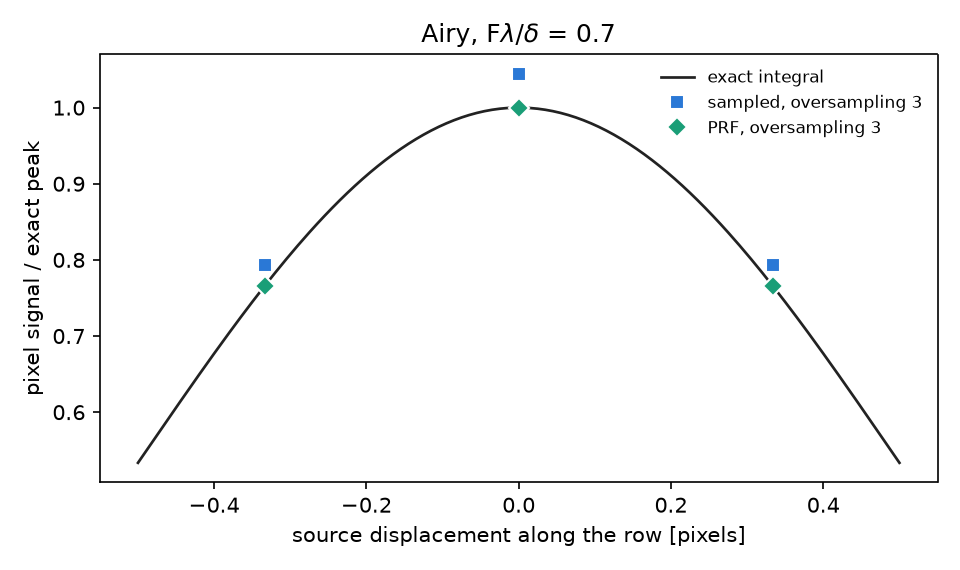 Airy, Fλ/δ = 0.7
exact integral
sampled, oversampling 3
PRF, oversampling 3
pixel signal / exact peak
1.0
0.9
0.8
0.7
0.6
−0.4 −0.2 0.0 0.2 0.4
source displacement along the row [pixels]